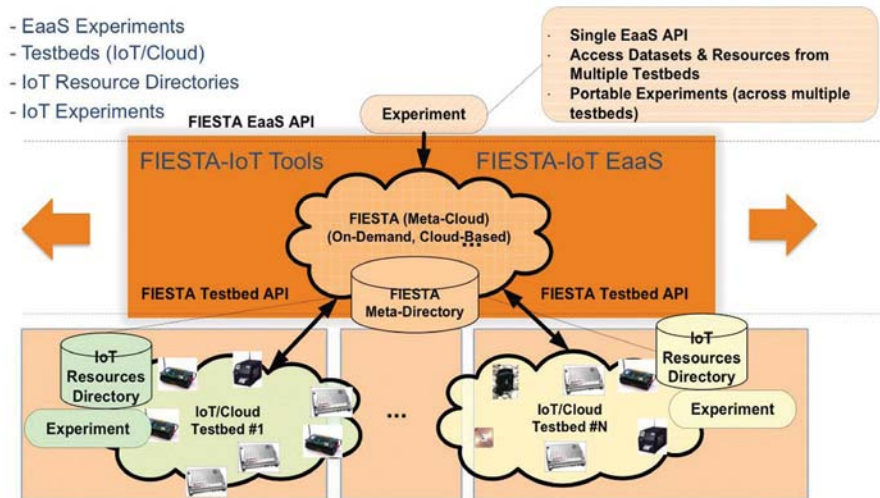 - EaaS Experiments
- Testbeds (IoT/Cloud)
- IoT Resource Directories
- IoT Experiments
· Single EaaS API
· Access Datasets & Resources from
Multiple Testbeds
· Portable Experiments (across multiple
testbeds)
Experiment
FIESTA EaaS API
FIESTA-IoT Tools
FIESTA-IoT EaaS
FIESTA (Meta-Cloud)
(On-Demand, Cloud-Based)
...
FIESTA Testbed API
FIESTA
Meta-Directory
FIESTA Testbed API
IoT
Resources
Directory
Experiment
IoT/Cloud
Testbed #1
...
IoT/Cloud
Testbed #N
IoT
Resources
Directory
Experiment